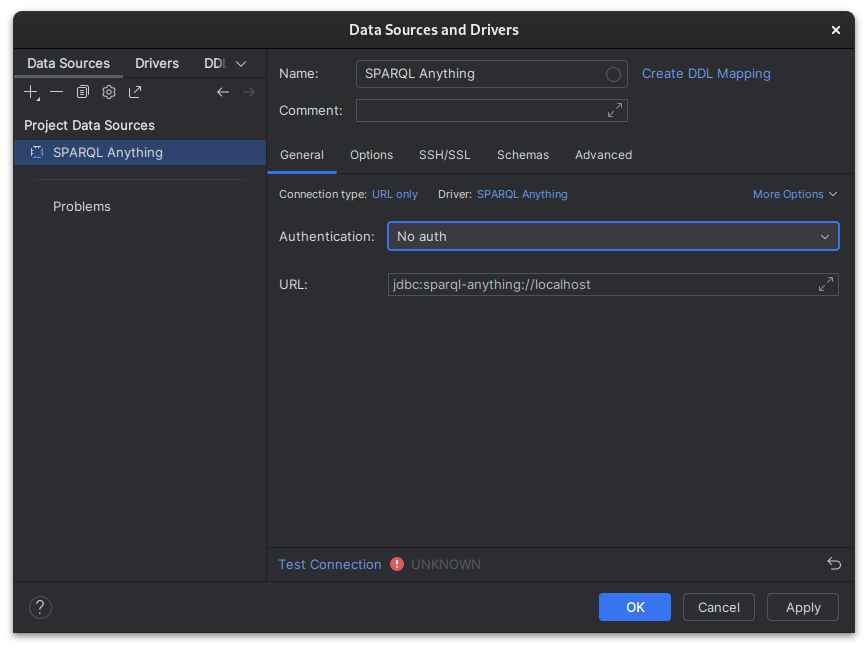 Data Sources and Drivers
Data Sources Drivers DDL
Project Data Sources
SPARQL Anything
Problems
Name: SPARQL Anything Create DDL Mapping
Comment:
General Options SSH/SSL Schemas Advanced
Connection type: URL only Driver: SPARQL Anything More Options
Authentication: No auth
URL: jdbc:sparql-anything://localhost
Test Connection ! UNKNOWN
? OK Cancel Apply